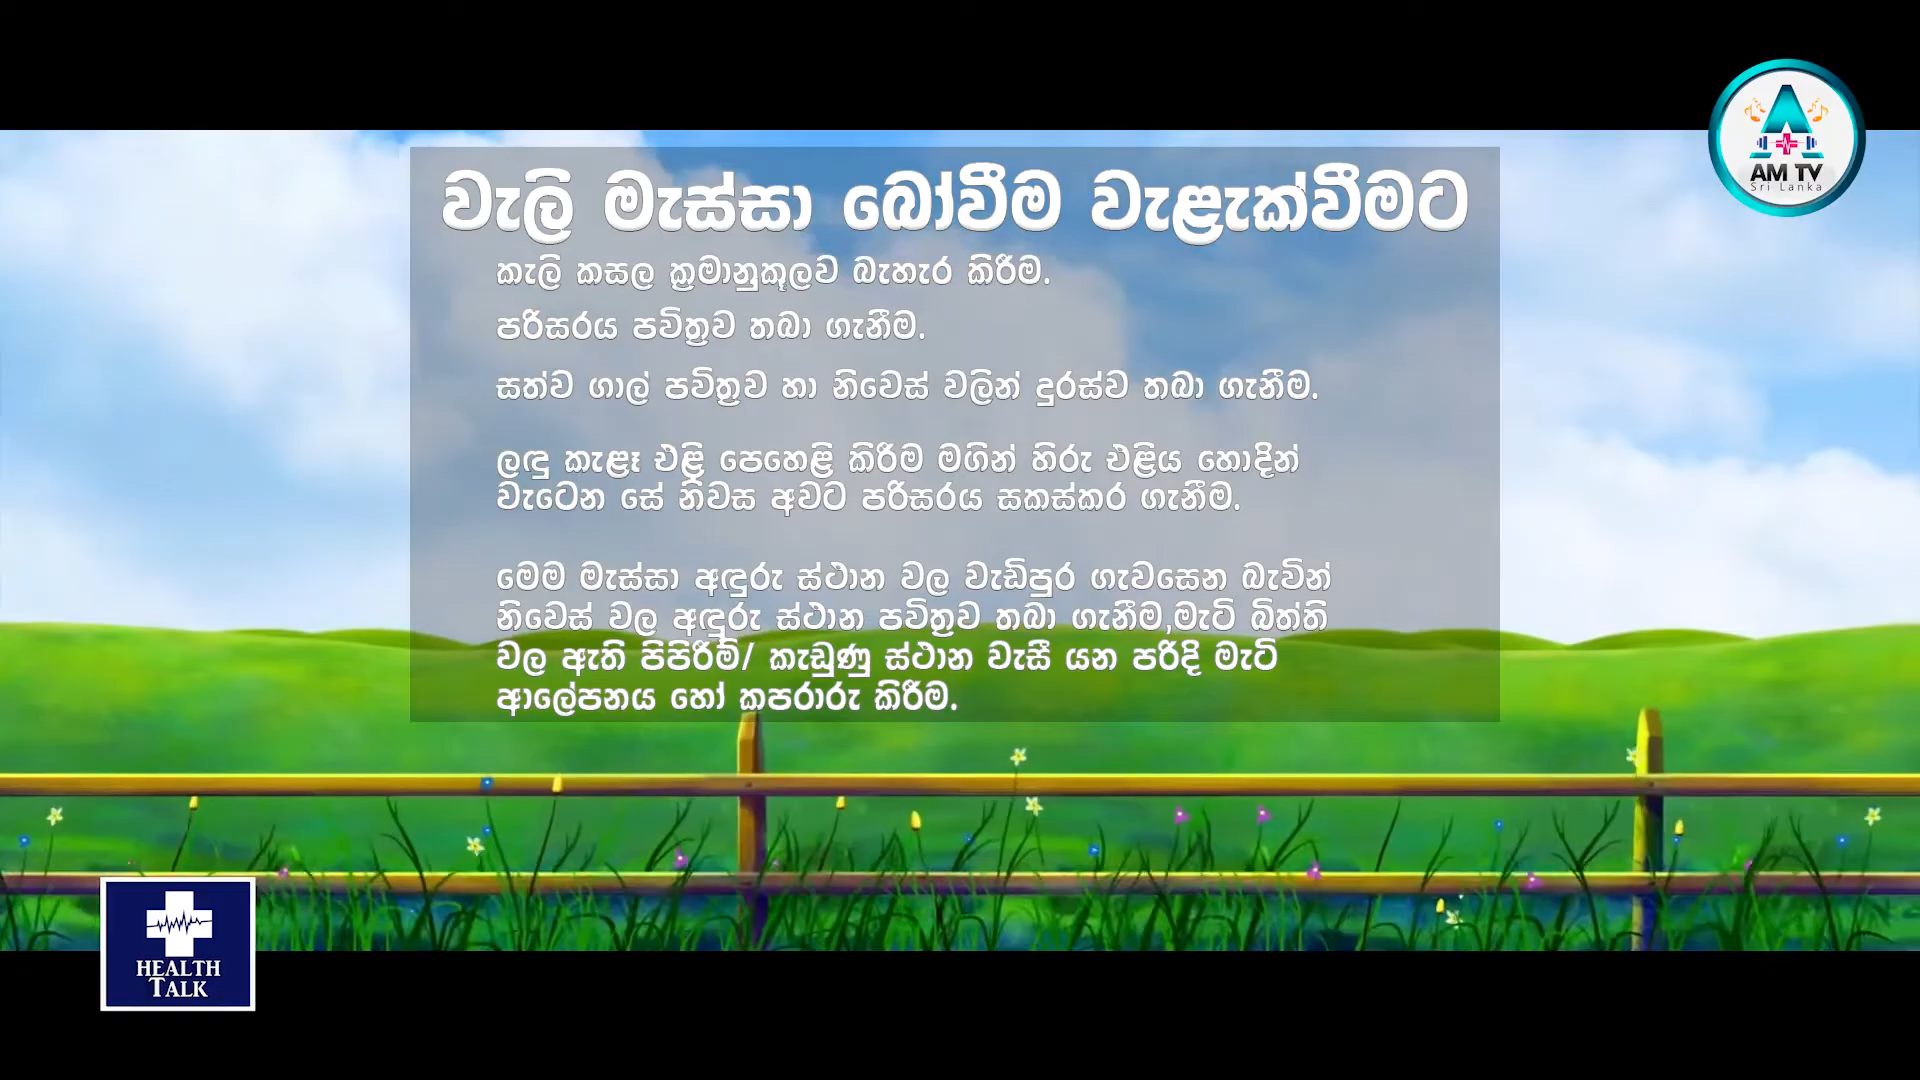 AM TV
Sri Lanka
වැලි මැස්සා බෝවීම වැළැක්වීමට
කැලි කසල ක්‍රමානුකූලව බැහැර කිරීම.
පරිසරය පවිත්‍රව තබා ගැනීම.
සත්ව ගාල් පවිත්‍රව හා නිවෙස් වලින් දුරස්ව තබා ගැනීම.
ලඳු කැළෑ එළි පෙහෙළි කිරීම මගින් හිරු එළිය හොදින්
වැටෙන සේ නිවස අවට පරිසරය සකස්කර ගැනීම.
මෙම මැස්සා අඳුරු ස්ථාන වල වැඩිපුර ගැවසෙන බැවින්
නිවෙස් වල අඳුරු ස්ථාන පවිත්‍රව තබා ගැනීම,මැටි බිත්ති
වල ඇති පිපිරීම්/ කැඩුණු ස්ථාන වැසී යන පරිදි මැටි
ආලේපනය හෝ කපරාරු කිරීම.
HEALTH
TALK